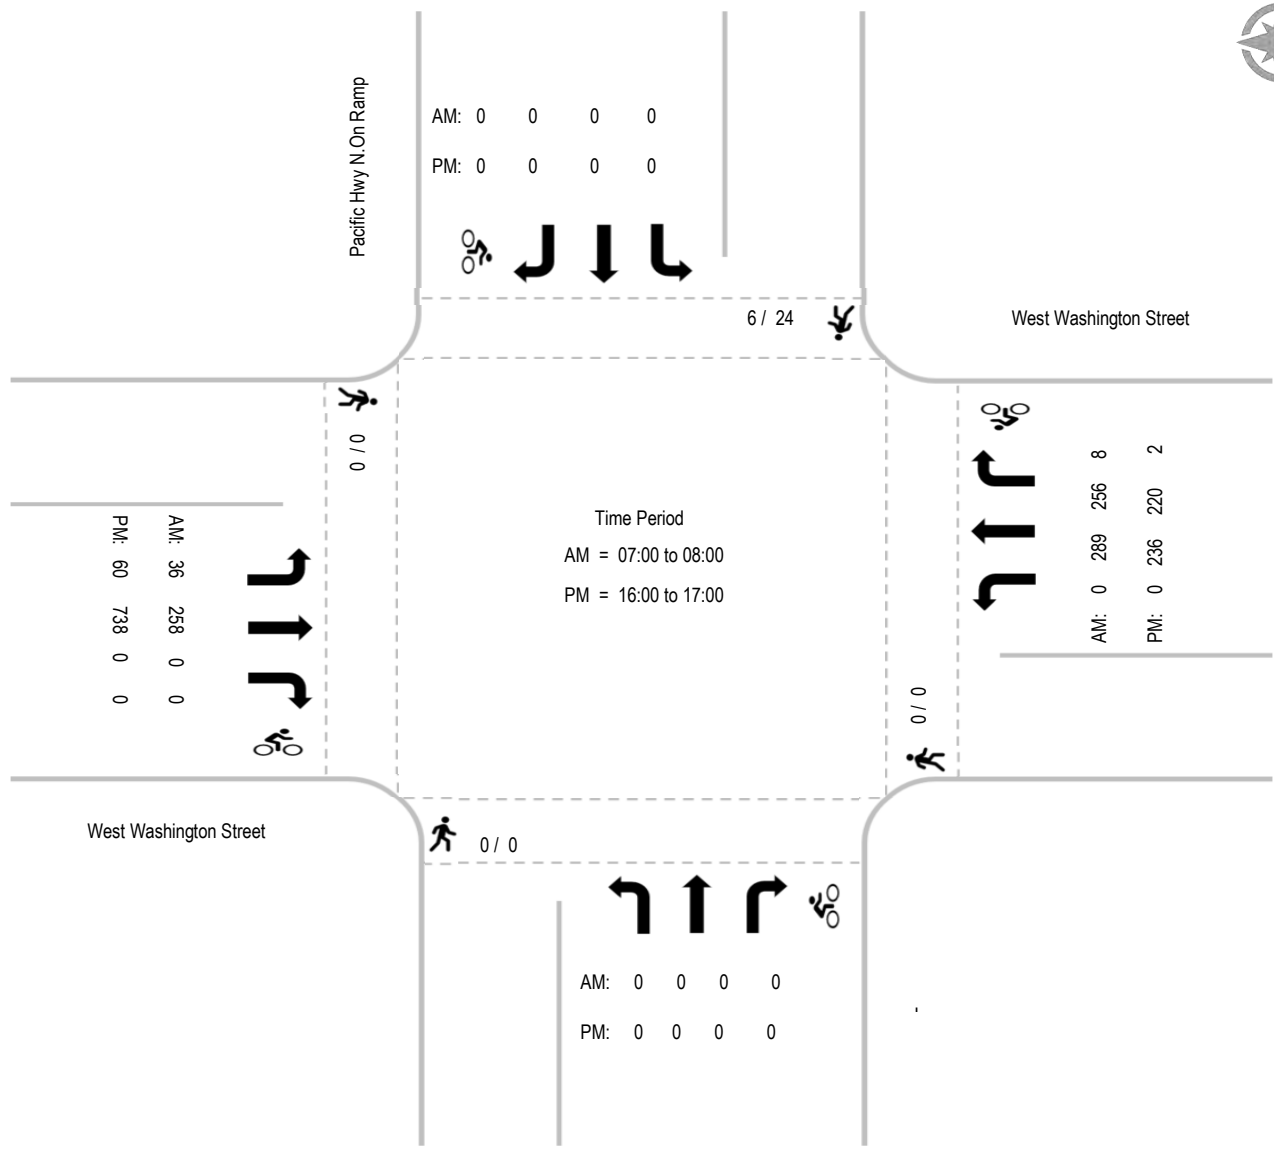 Pacific Hwy N.On Ramp
AM: 0 0 0 0
PM: 0 0 0 0
6 / 24
West Washington Street
0 / 0
AM: 36 258 0 0
PM: 60 738 0 0
Time Period
AM = 07:00 to 08:00
PM = 16:00 to 17:00
AM: 0 289 256 8
PM: 0 236 220 2
0 / 0
West Washington Street
0 / 0
AM: 0 0 0 0
PM: 0 0 0 0